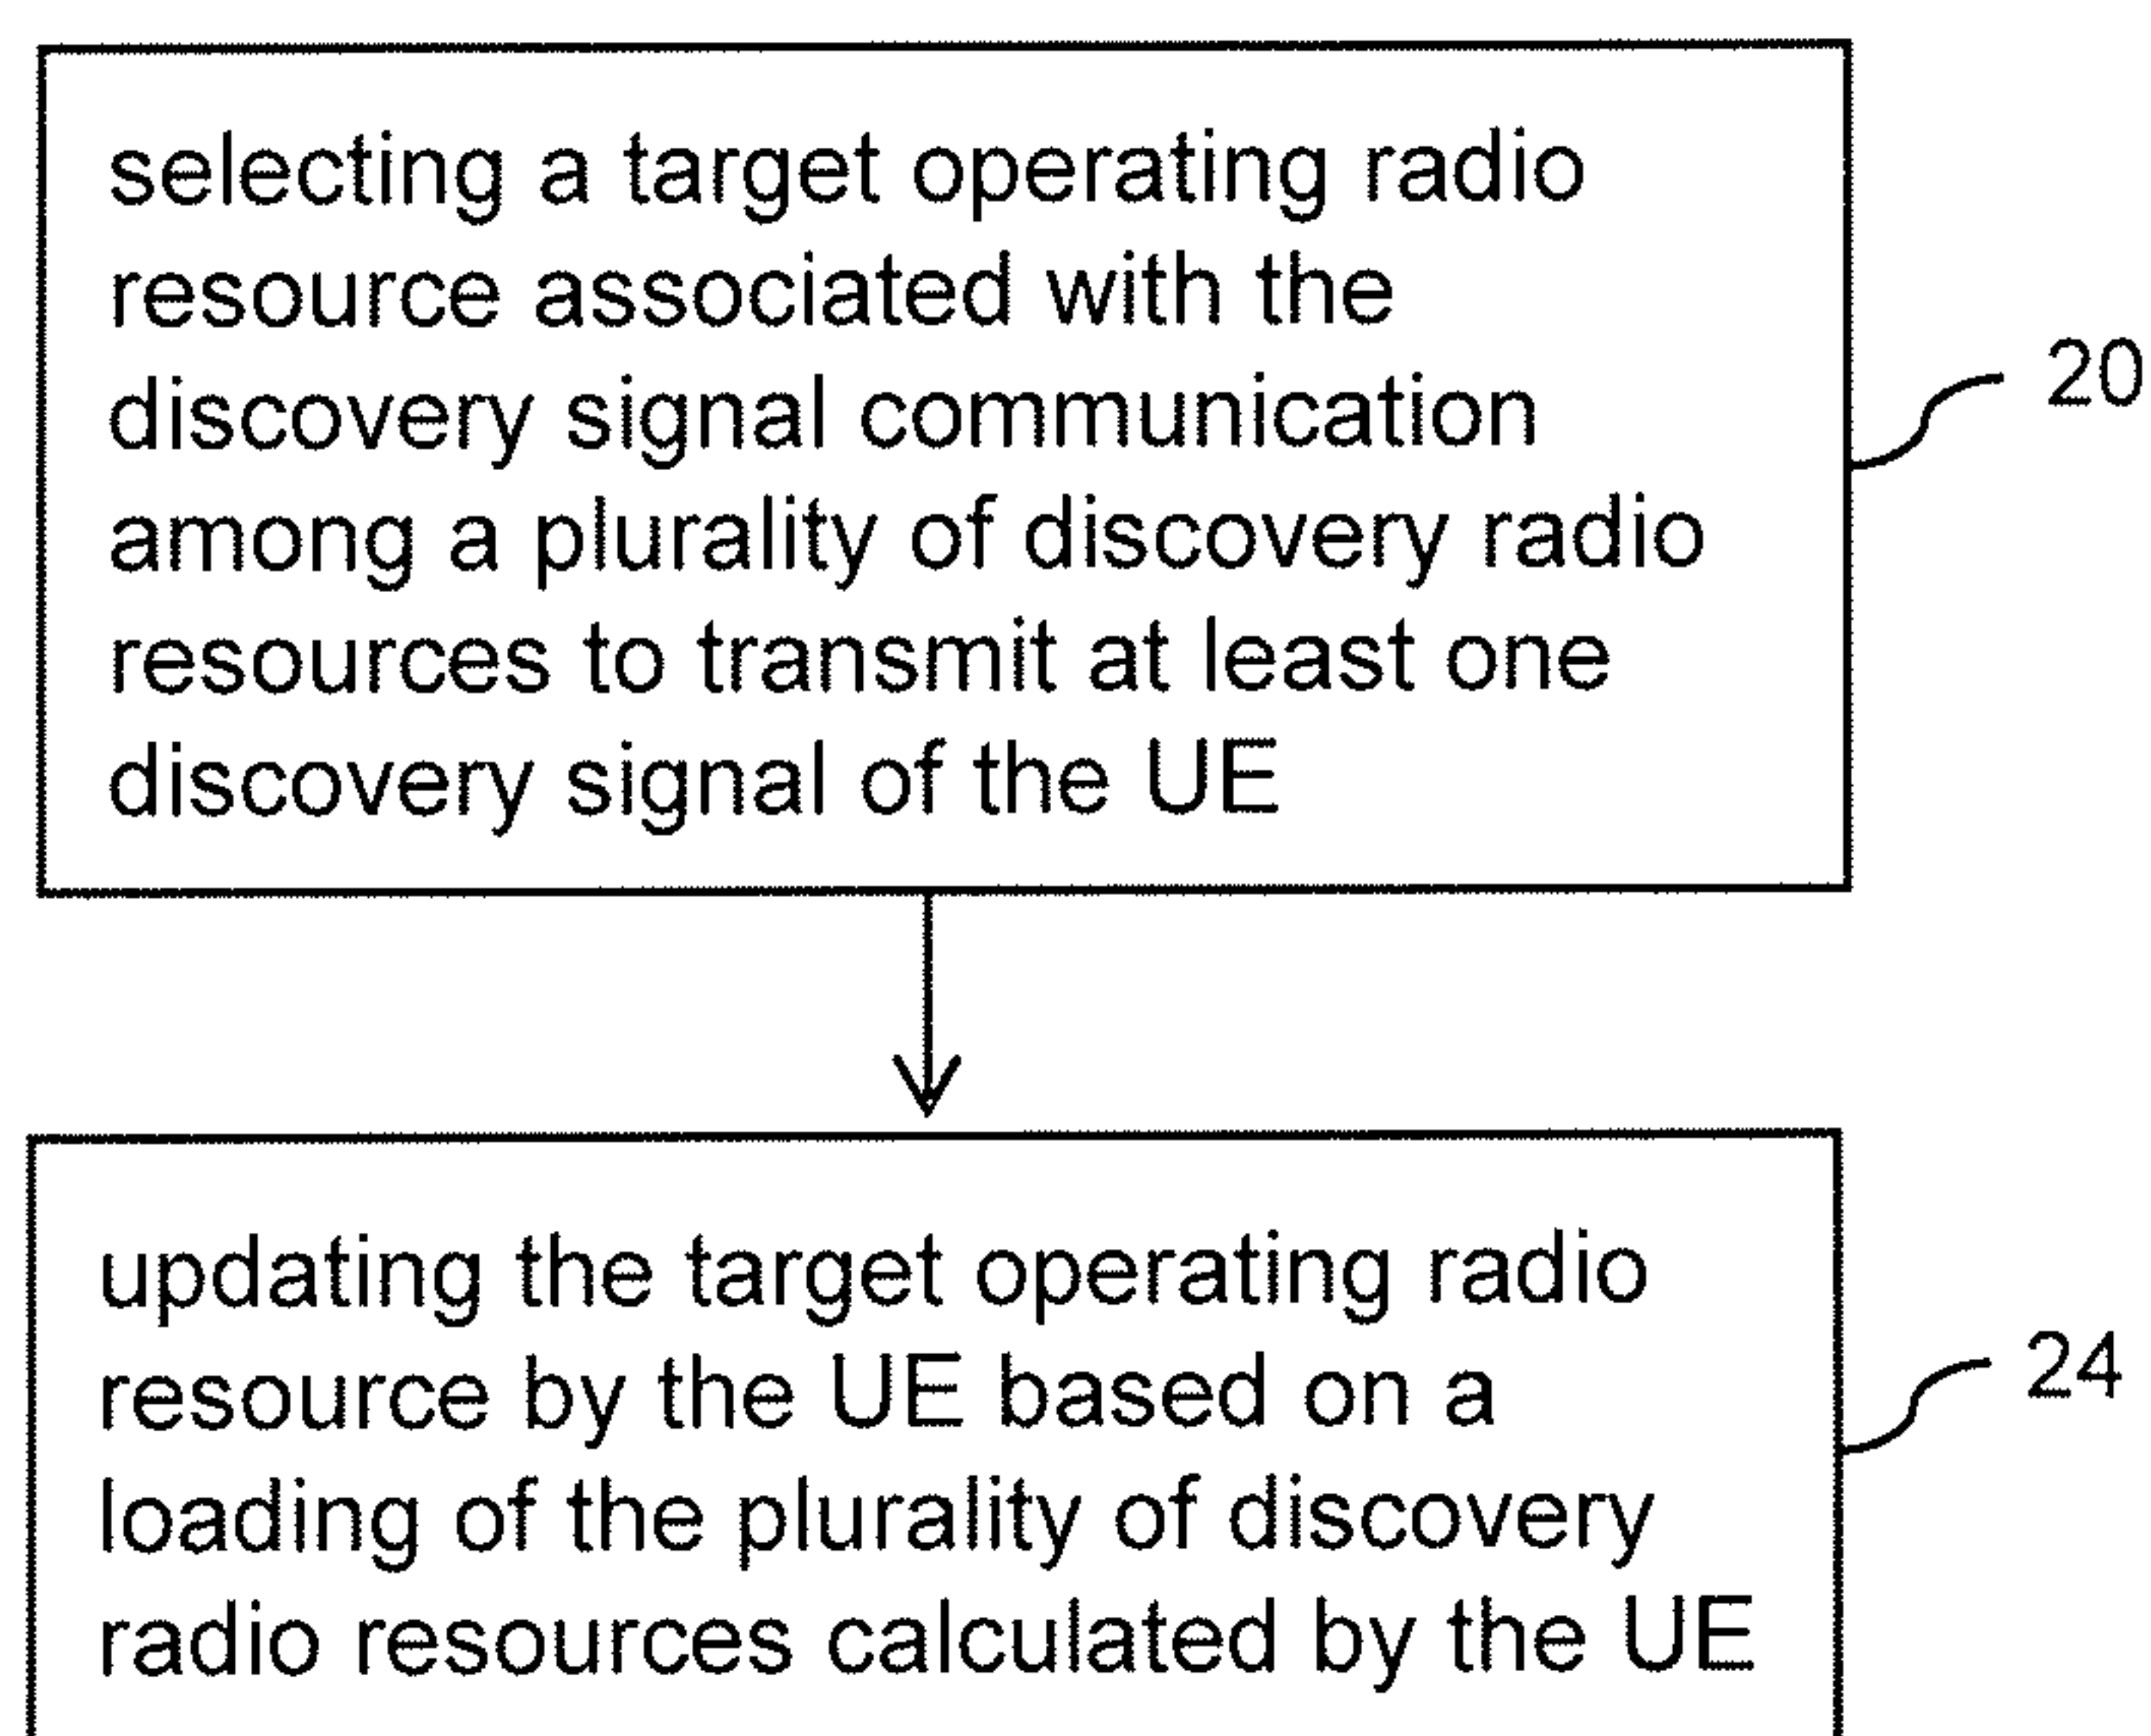 selecting a target operating radio
resource associated with the
discovery signal communication
among a plurality of discovery radio
resources to transmit at least one
discovery signal of the UE
20
updating the target operating radio
resource by the UE based on a
loading of the plurality of discovery
radio resources calculated by the UE
24